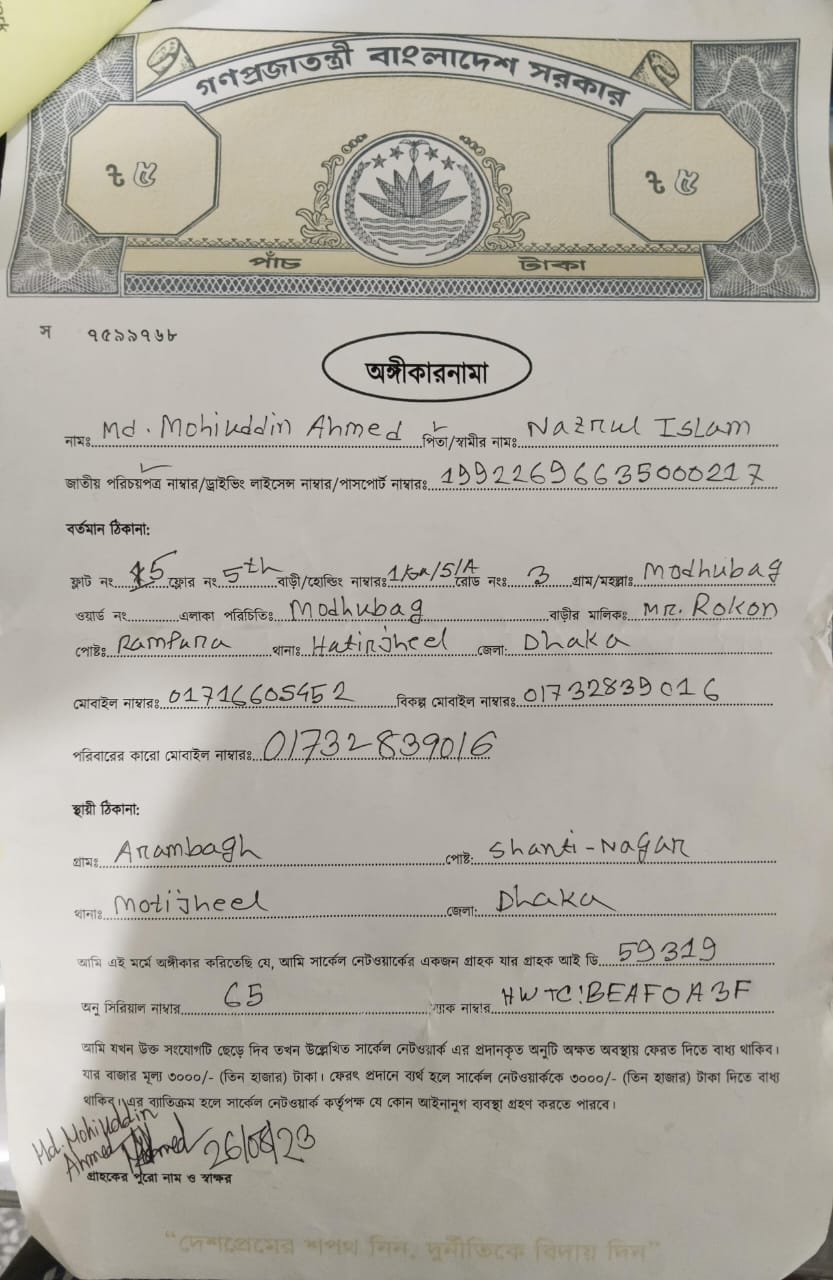 গণপ্রজাতন্ত্রী বাংলাদেশ সরকার
৳ ৫ ৳ ৫
পাঁচ টাকা
স ৭৫৯৯৭৬৮
অঙ্গীকারনামা
নামঃ Md. Mohiuddin Ahmed পিতা/স্বামীর নামঃ Nazrul Islam
জাতীয় পরিচয়পত্র নাম্বার/ড্রাইভিং লাইসেন্স নাম্বার/পাসপোর্ট নাম্বারঃ 19922696635000217
বর্তমান ঠিকানা:
ফ্লাট নং 15 ফ্লোর নং 5th বাড়ী/হোল্ডিং নাম্বারঃ 1/ka/5/A রোড নংঃ 3 গ্রাম/মহল্লাঃ Modhubag
ওয়ার্ড নং এলাকা পরিচিতিঃ Modhubag বাড়ীর মালিকঃ MR. Rokon
পোষ্টঃ Rampura থানাঃ Hatirjheel জেলা: Dhaka
মোবাইল নাম্বারঃ 01716605452 বিকল্প মোবাইল নাম্বারঃ 01732839016
পরিবারের কারো মোবাইল নাম্বারঃ 01732839016
স্থায়ী ঠিকানা:
গ্রামঃ Arambagh পোষ্ট: Shanti-Nagar
থানাঃ Motijheel জেলা: Dhaka
আমি এই মর্মে অঙ্গীকার করিতেছি যে, আমি সার্কেল নেটওয়ার্কের একজন গ্রাহক যার গ্রাহক আই ডি 59319
অনু সিরিয়াল নাম্বার 65 ম্যাক নাম্বার HWTC:BEAF0A3F
আমি যখন উক্ত সংযোগটি ছেড়ে দিব তখন উল্লেখিত সার্কেল নেটওয়ার্ক এর প্রদানকৃত অনুটি অক্ষত অবস্থায় ফেরত দিতে বাধ্য থাকিব।
যার বাজার মূল্য ৩০০০/- (তিন হাজার) টাকা। ফেরৎ প্রদানে ব্যর্থ হলে সার্কেল নেটওয়ার্ককে ৩০০০/- (তিন হাজার) টাকা দিতে বাধ্য
থাকিব। এর ব্যতিক্রম হলে সার্কেল নেটওয়ার্ক কর্তৃপক্ষ যে কোন আইনানুগ ব্যবস্থা গ্রহণ করতে পারবে।
Md. Mohiuddin
Ahmed Ahmed 26/08/23
গ্রাহকের পুরো নাম ও স্বাক্ষর
“দেশপ্রেমের শপথ নিন, দুর্নীতিকে বিদায় দিন”